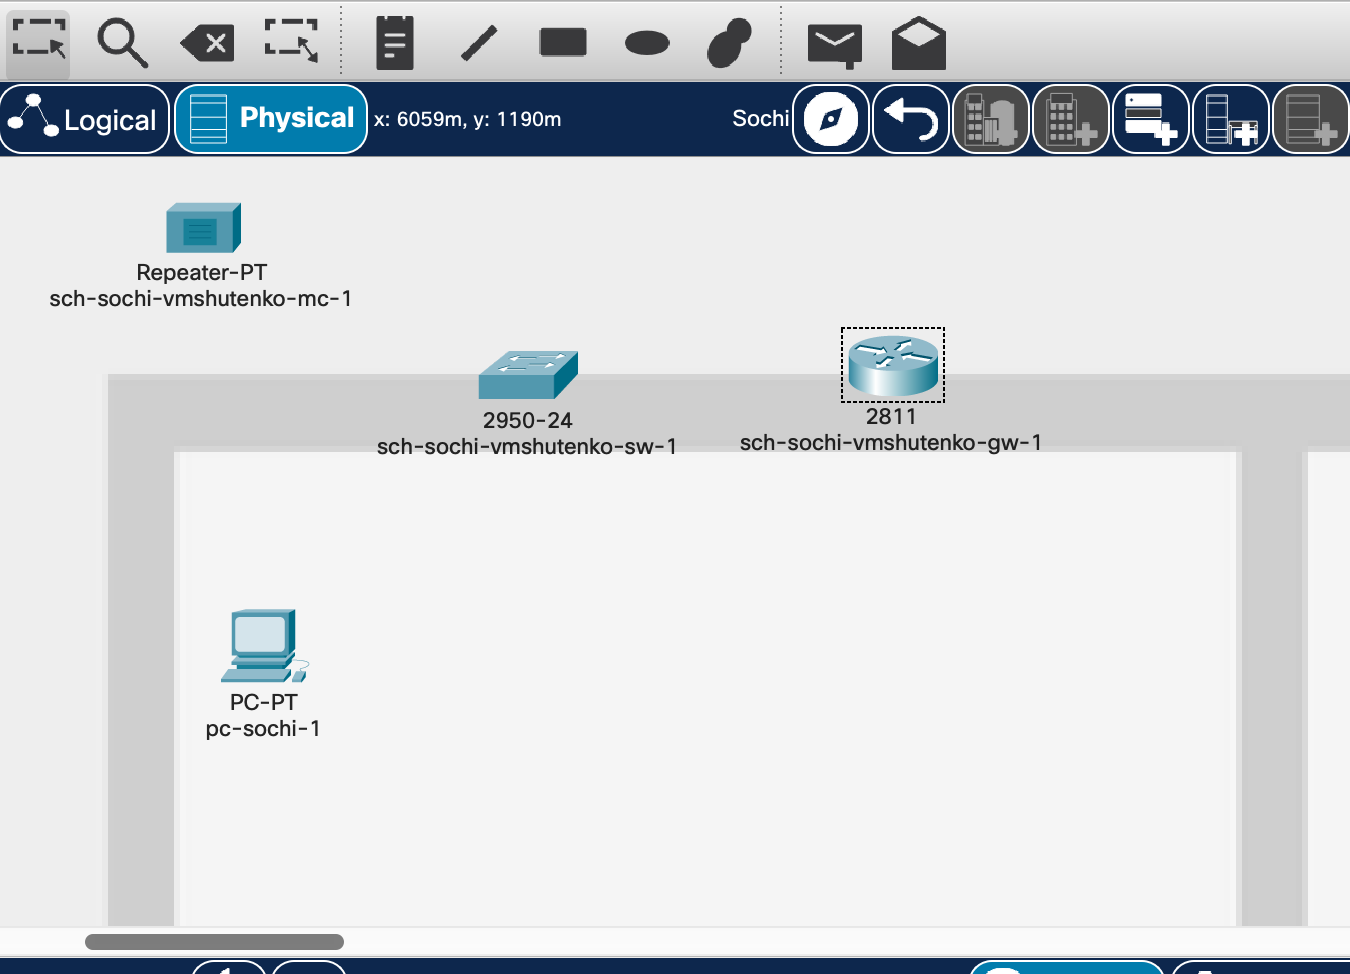 Logical
Physical
x: 6059m, y: 1190m
Sochi
Repeater-PT
sch-sochi-vmshutenko-mc-1
2950-24
sch-sochi-vmshutenko-sw-1
2811
sch-sochi-vmshutenko-gw-1
PC-PT
pc-sochi-1